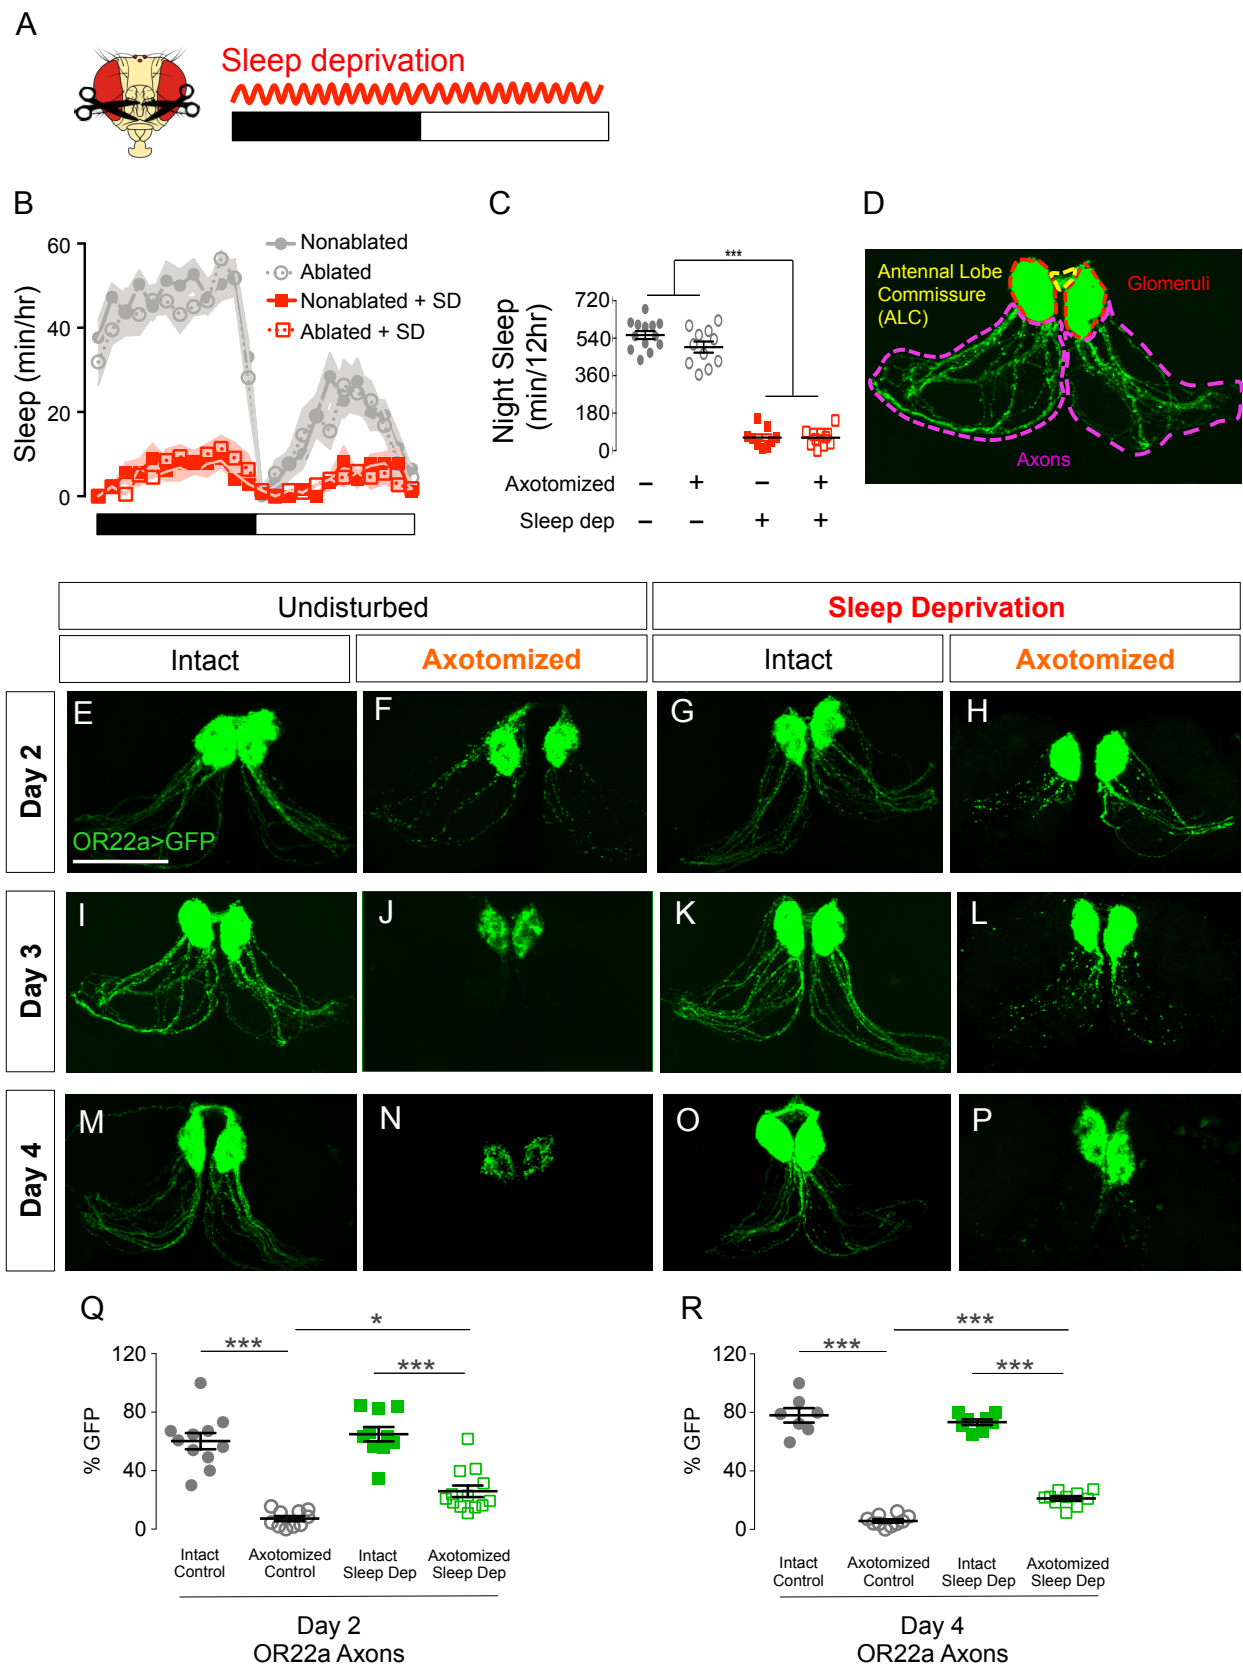 A
Sleep deprivation
B
60
40
20
0
Sleep (min/hr)
Nonablated
Ablated
Nonablated + SD
Ablated + SD
C
***
720
540
360
180
0
Night Sleep
(min/12hr)
Axotomized – + – +
Sleep dep – – + +
D
Antennal Lobe
Commissure
(ALC)
Glomeruli
Axons
Undisturbed
Sleep Deprivation
Intact
Axotomized
Intact
Axotomized
Day 2
E
OR22a>GFP
F
G
H
Day 3
I
J
K
L
Day 4
M
N
O
P
Q
*
***
***
120
80
40
0
% GFP
Intact
Control
Axotomized
Control
Intact
Sleep Dep
Axotomized
Sleep Dep
Day 2
OR22a Axons
R
***
***
***
120
80
40
0
% GFP
Intact
Control
Axotomized
Control
Intact
Sleep Dep
Axotomized
Sleep Dep
Day 4
OR22a Axons